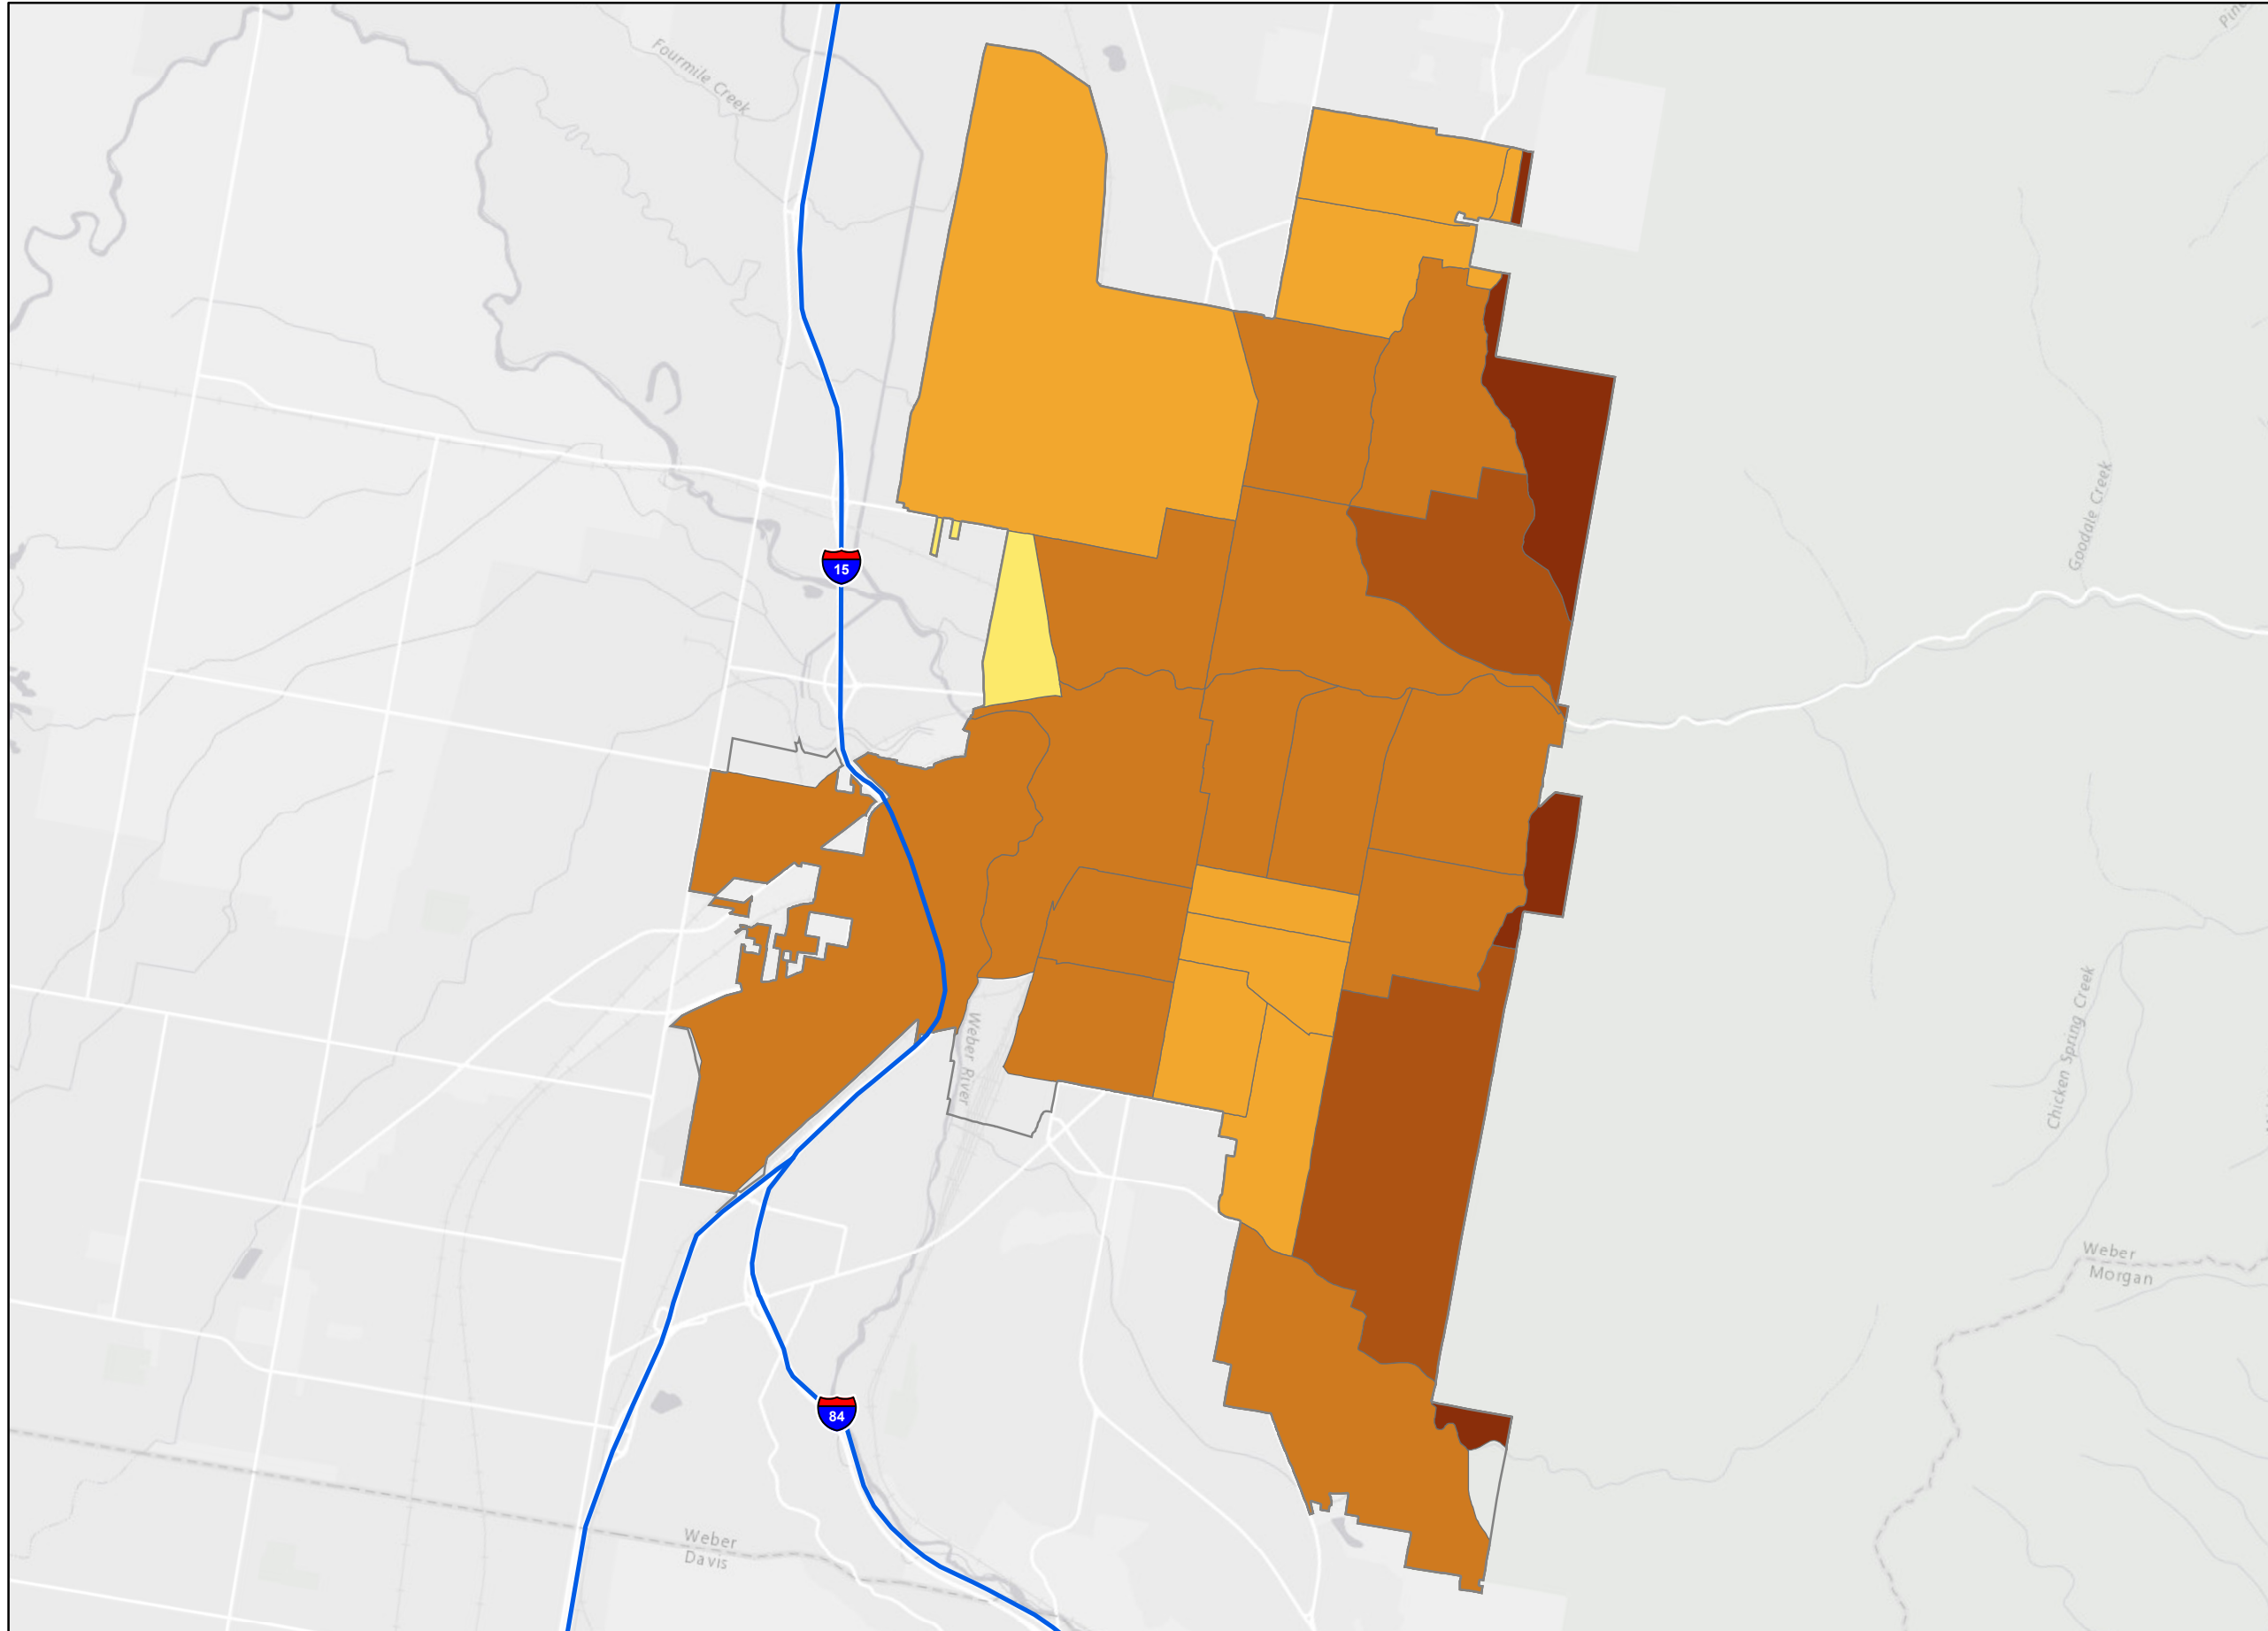 Fourmile Creek
15
Goodale Creek
Weber River
Chicken Spring Creek
Weber
Morgan
84
Weber
Davis